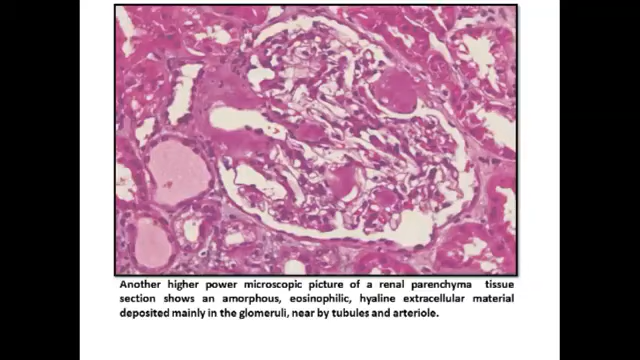 Another higher power microscopic picture of a renal parenchyma tissue
section shows an amorphous, eosinophilic, hyaline extracellular material
deposited mainly in the glomeruli, near by tubules and arteriole.